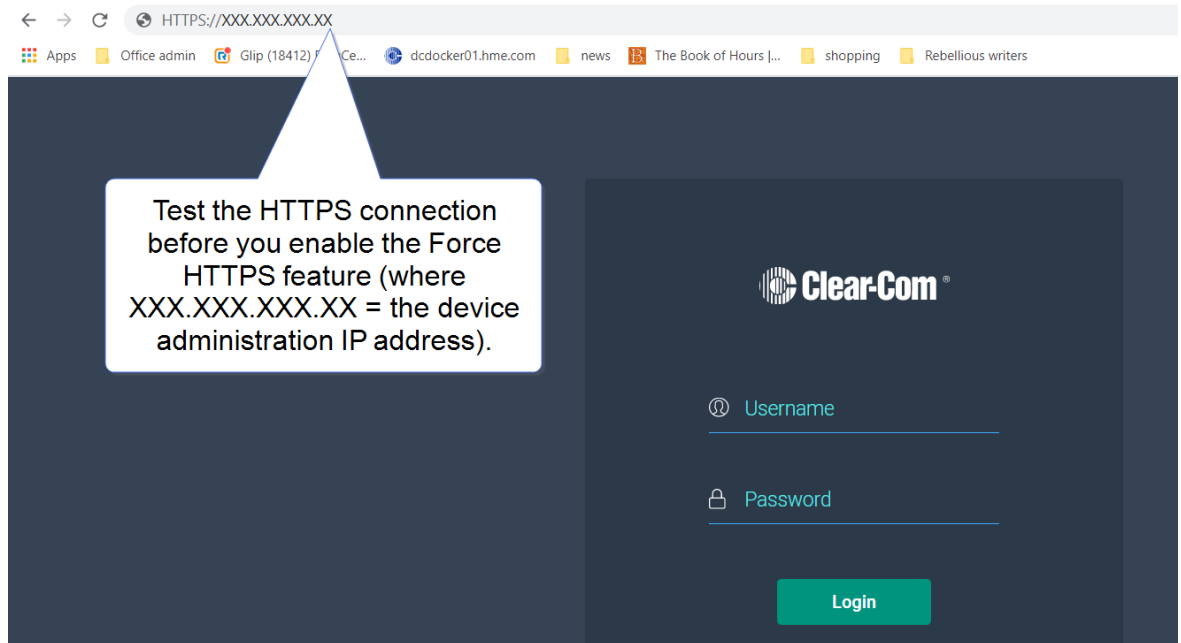 HTTPS://XXX.XXX.XXX.XX
Apps Office admin Glip (18412) ...Ce... dcdocker01.hme.com news The Book of Hours |... shopping Rebellious writers
Test the HTTPS connection
before you enable the Force
HTTPS feature (where
XXX.XXX.XXX.XX = the device
administration IP address).
Clear-Com ®
Username
Password
Login